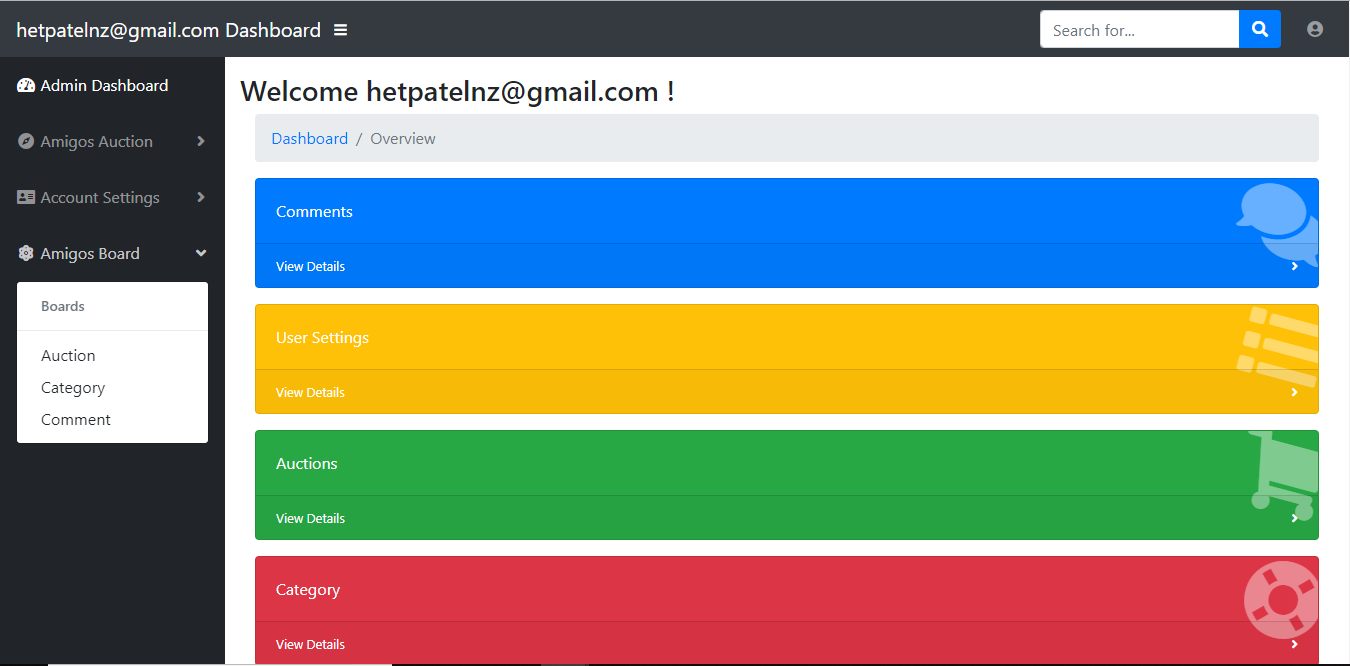 hetpatelnz@gmail.com Dashboard
Search for...
Admin Dashboard
Amigos Auction
Account Settings
Amigos Board
Boards
Auction
Category
Comment
Welcome hetpatelnz@gmail.com !
Dashboard / Overview
Comments
View Details
User Settings
View Details
Auctions
View Details
Category
View Details